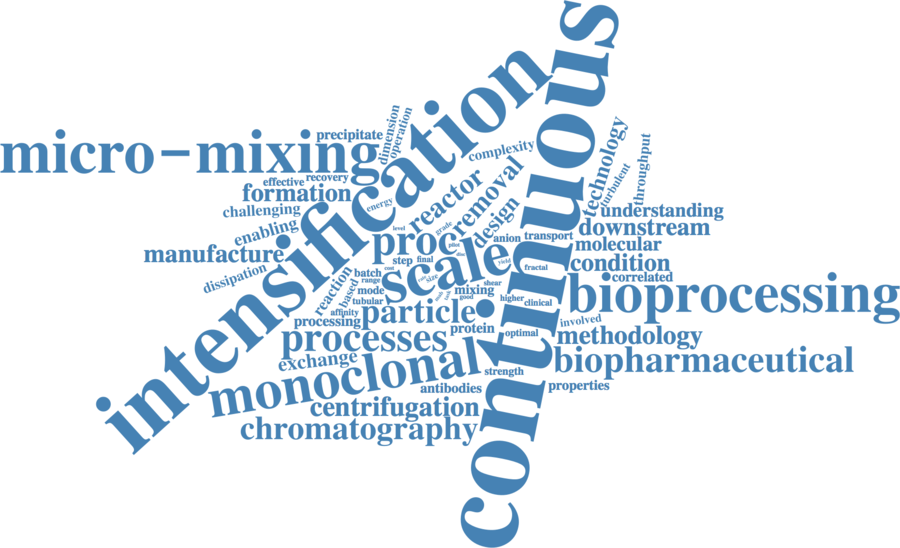 continuous
intensification
micro-mixing
precipitate
dimension
operation
effective
recovery
formation
complexity
technology
turbulent
throughput
challenging
energy
reactor
removal
enabling
level
grade
design
understanding
manufacture
proc
pilot
anion
transport
downstream
molecular
dissipation
step
final
scale
yield
fractal
condition
correlated
reaction
batch
cost
range
size
based
mode
mixing
shear
bioprocessing
tubular
good
higher
clinical
affinity
particle
processing
protein
optimal
involved
processes
methodology
exchange
monoclonal
strength
biopharmaceutical
antibodies
properties
centrifugation
chromatography